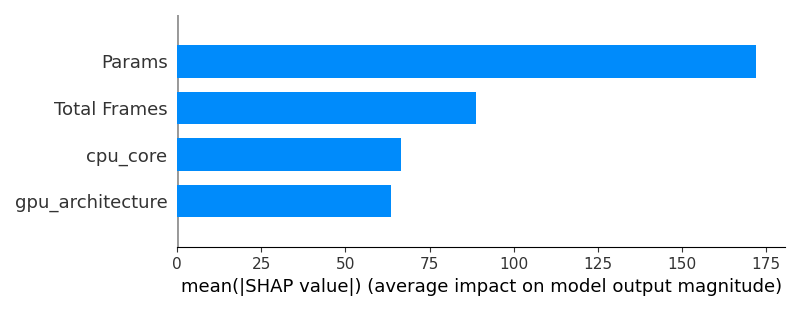 Params
Total Frames
cpu_core
gpu_architecture
0 25 50 75 100 125 150 175
mean(|SHAP value|) (average impact on model output magnitude)